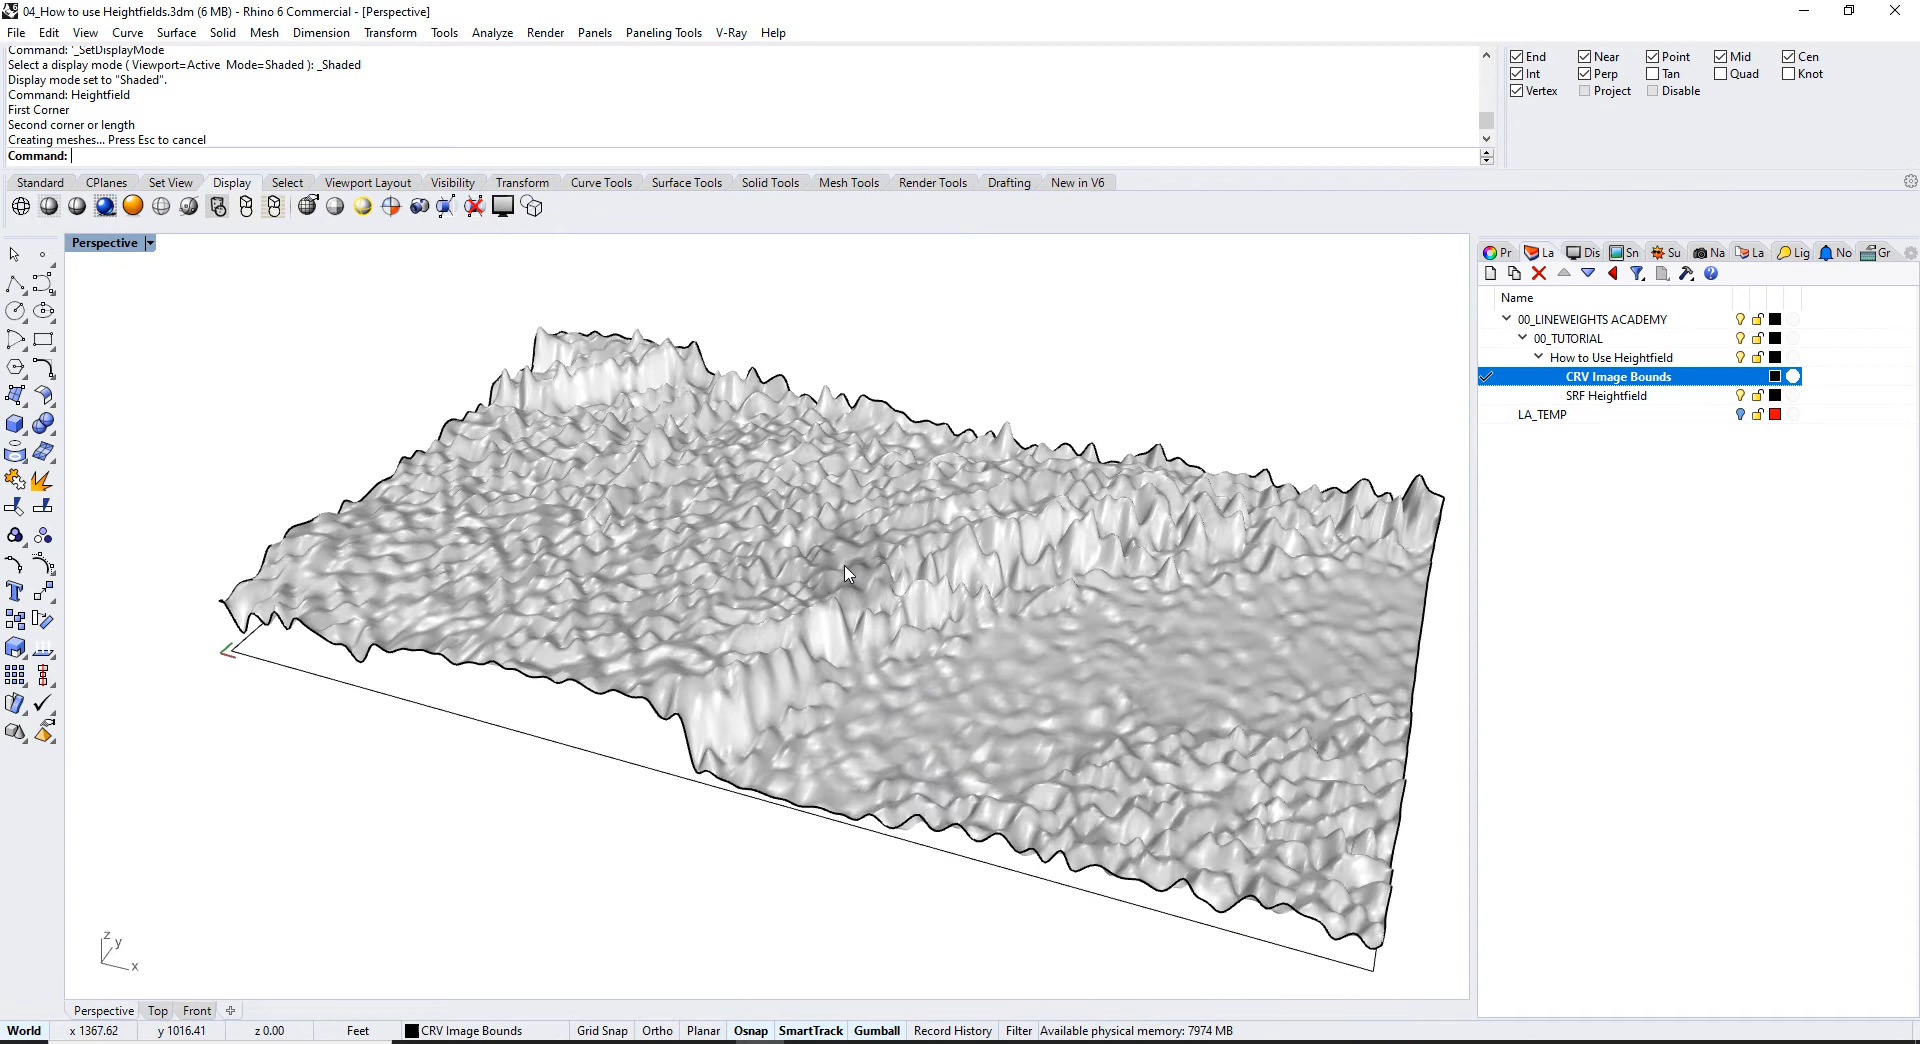 04_How to use Heightfields.3dm (6 MB) - Rhino 6 Commercial - [Perspective]
File Edit View Curve Surface Solid Mesh Dimension Transform Tools Analyze Render Panels Paneling Tools V-Ray Help
Command: '_SetDisplayMode
Select a display mode ( Viewport=Active Mode=Shaded ): _Shaded
Display mode set to "Shaded".
Command: Heightfield
First Corner
Second corner or length
Creating meshes... Press Esc to cancel
Command:
End Near Point Mid Cen
Int Perp Tan Quad Knot
Vertex Project Disable
Standard CPlanes Set View Display Select Viewport Layout Visibility Transform Curve Tools Surface Tools Solid Tools Mesh Tools Render Tools Drafting New in V6
Perspective
Pr La Dis Sn Su Na La Lig No Gr
Name
00_LINEWEIGHTS ACADEMY
00_TUTORIAL
How to Use Heightfield
CRV Image Bounds
SRF Heightfield
LA_TEMP
z
y
x
Perspective Top Front
World x 1367.62 y 1016.41 z 0.00 Feet CRV Image Bounds Grid Snap Ortho Planar Osnap SmartTrack Gumball Record History Filter Available physical memory: 7974 MB